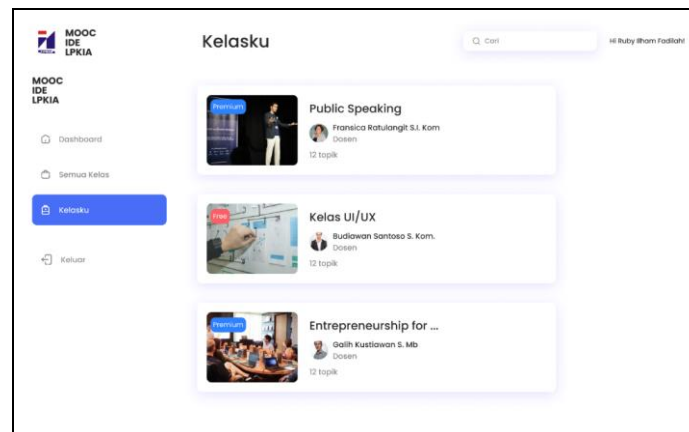 MOOC
IDE
LPKIA
Kelasku
Cari
Hi Ruby Ilham Fadilah!
MOOC
IDE
LPKIA
Dashboard
Semua Kelas
Kelasku
Keluar
Premium
Public Speaking
Fransica Ratulangit S.I. Kom
Dosen
12 topik
Free
Kelas UI/UX
Budiawan Santoso S. Kom.
Dosen
12 topik
Premium
Entrepreneurship for ...
Galih Kustiawan S. Mb
Dosen
12 topik